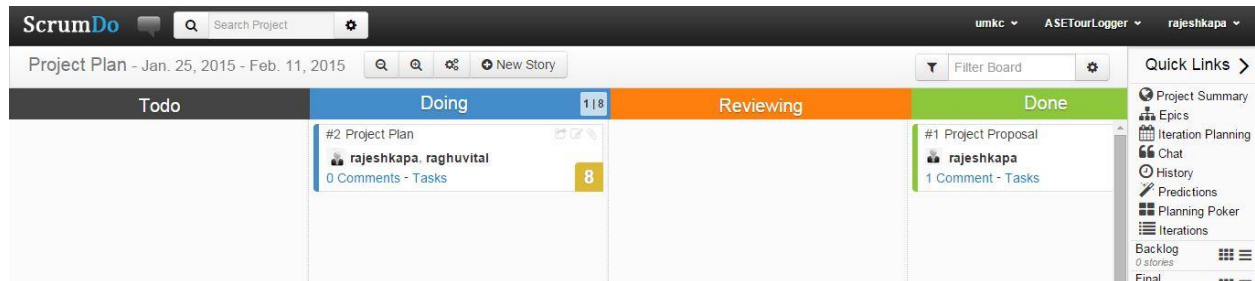 ScrumDo
Search Project
umkc
ASETourLogger
rajeshkapa
Project Plan - Jan. 25, 2015 - Feb. 11, 2015
New Story
Filter Board
Quick Links
Todo
Doing
1 | 8
Reviewing
Done
#2 Project Plan
rajeshkapa, raghuvital
0 Comments - Tasks
8
#1 Project Proposal
rajeshkapa
1 Comment - Tasks
Project Summary
Epics
Iteration Planning
Chat
History
Predictions
Planning Poker
Iterations
Backlog
0 stories
Final